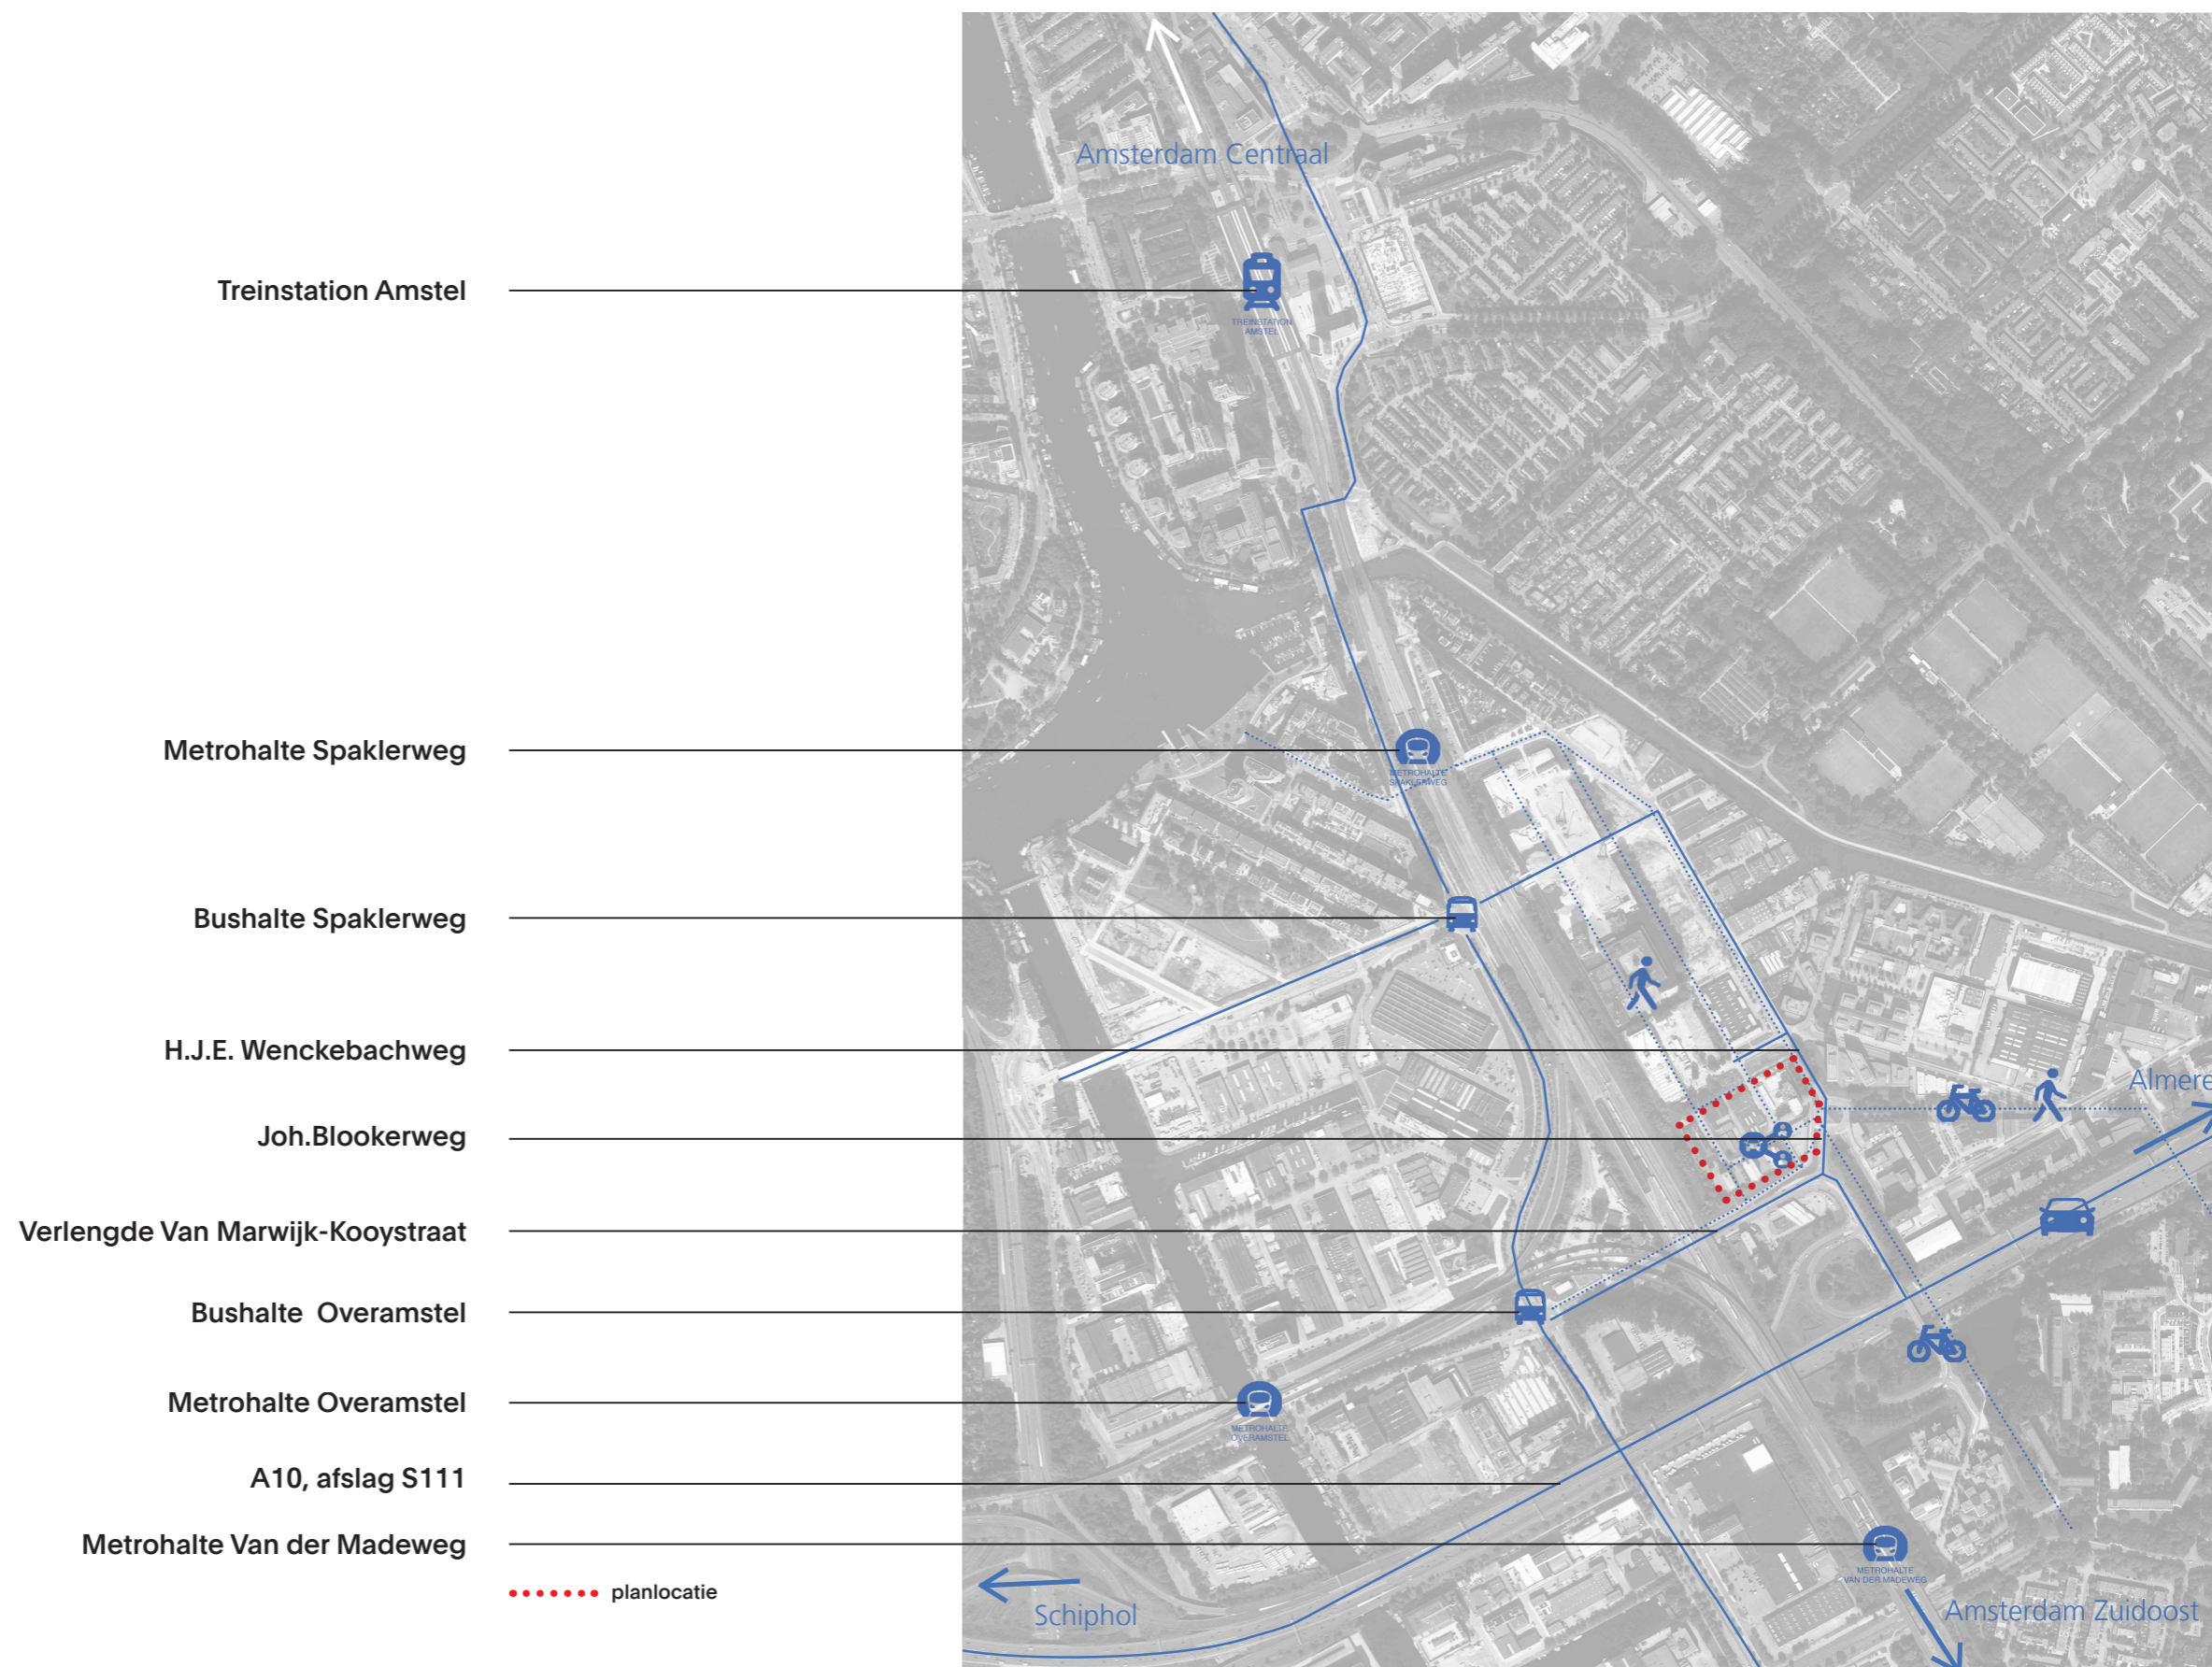 Amsterdam Centraal
Treinstation Amstel
TREINSTATION
AMSTEL
Metrohalte Spaklerweg
METROHALTE
SPAKLERWEG
Bushalte Spaklerweg
H.J.E. Wenckebachweg
Almere
Joh.Blookerweg
Verlengde Van Marwijk-Kooystraat
Bushalte Overamstel
Metrohalte Overamstel
METROHALTE
OVERAMSTEL
A10, afslag S111
Metrohalte Van der Madeweg
METROHALTE
VAN DER MADEWEG
planlocatie
Schiphol
Amsterdam Zuidoost